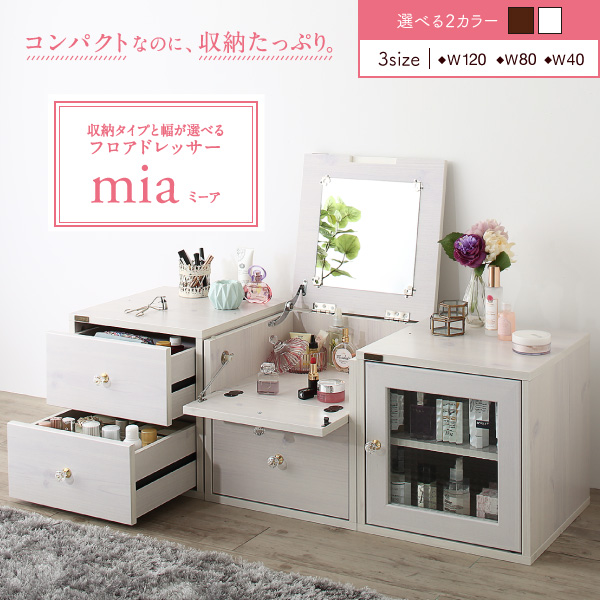 コンパクトなのに、収納たっぷり。
選べる2カラー
3size ◆W120 ◆W80 ◆W40
収納タイプと幅が選べる
フロアドレッサー
mia ミーア